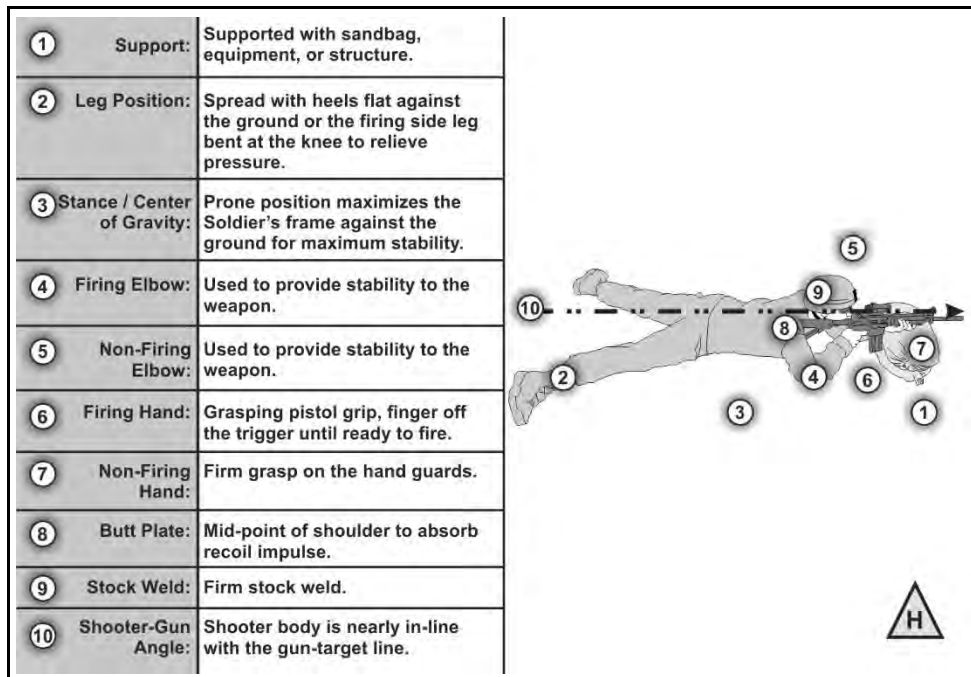 1 Support: Supported with sandbag,
equipment, or structure.
2 Leg Position: Spread with heels flat against
the ground or the firing side leg
bent at the knee to relieve
pressure.
3 Stance / Center
of Gravity: Prone position maximizes the
Soldier's frame against the
ground for maximum stability.
4 Firing Elbow: Used to provide stability to the
weapon.
5 Non-Firing
Elbow: Used to provide stability to the
weapon.
6 Firing Hand: Grasping pistol grip, finger off
the trigger until ready to fire.
7 Non-Firing
Hand: Firm grasp on the hand guards.
8 Butt Plate: Mid-point of shoulder to absorb
recoil impulse.
9 Stock Weld: Firm stock weld.
10 Shooter-Gun
Angle: Shooter body is nearly in-line
with the gun-target line.
5
9
10
8
7
2
4
6
3
1
H